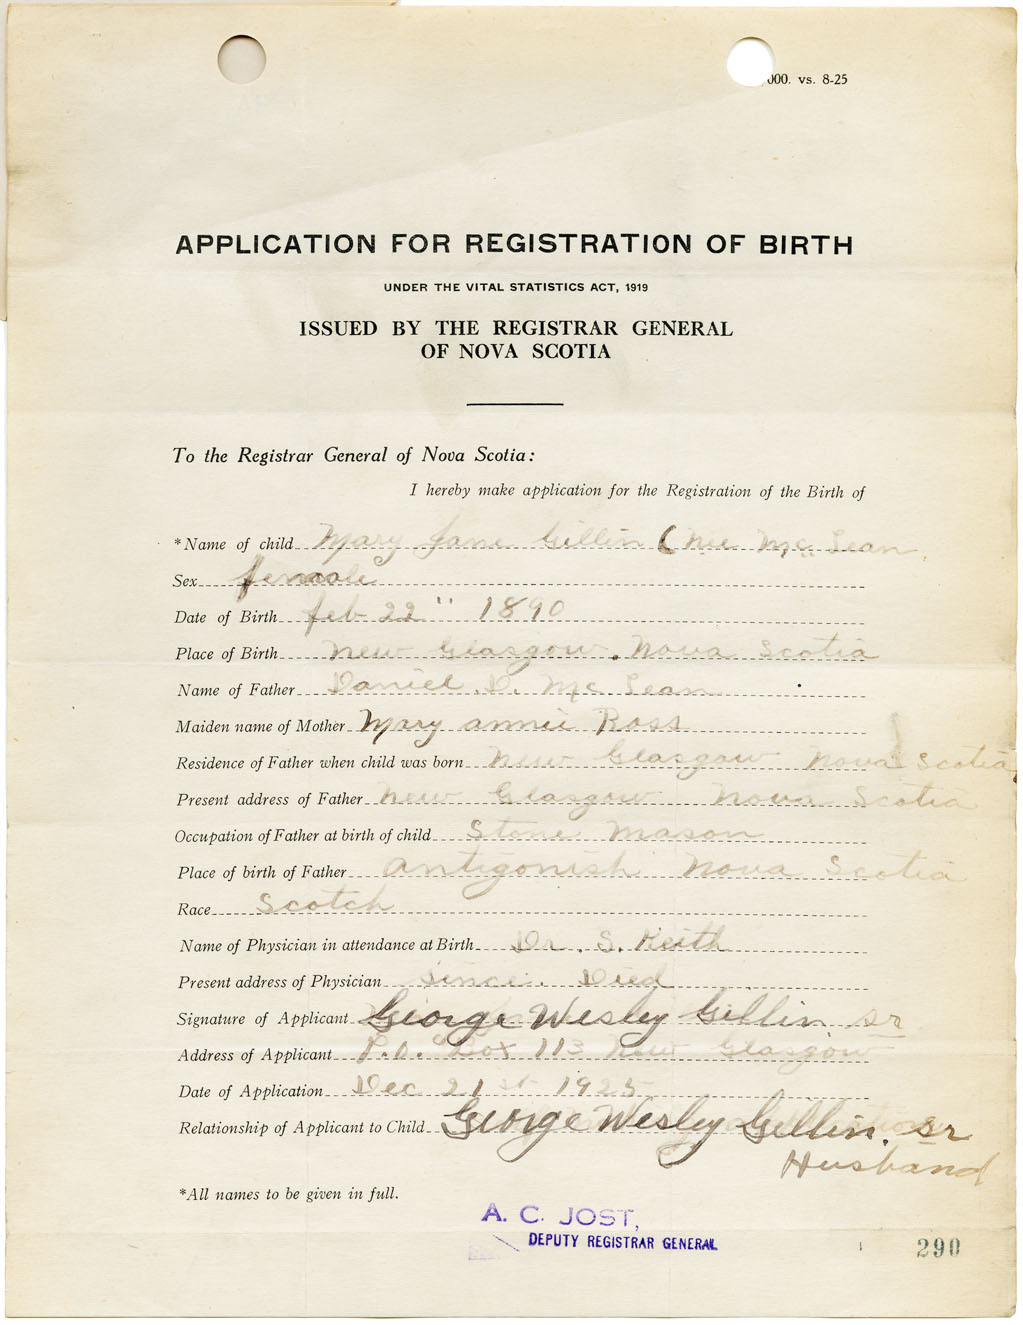 000. vs. 8-25
APPLICATION FOR REGISTRATION OF BIRTH
UNDER THE VITAL STATISTICS ACT, 1919
ISSUED BY THE REGISTRAR GENERAL
OF NOVA SCOTIA
To the Registrar General of Nova Scotia:
I hereby make application for the Registration of the Birth of
*Name of child Mary Jane Gillin (Nee Mc Lean
Sex female
Date of Birth feb 22" 1890
Place of Birth New Glasgow. Nova Scotia
Name of Father Daniel. D. Mc Lean
Maiden name of Mother Mary annie Ross
Residence of Father when child was born New Glasgow Nova Scotia
Present address of Father New Glasgow Nova Scotia
Occupation of Father at birth of child Stone Mason
Place of birth of Father Antigonish Nova Scotia
Race Scotch
Name of Physician in attendance at Birth Dr. S. Keith
Present address of Physician since. Died
Signature of Applicant George Wesley Gillin. sr
Address of Applicant P.O. Box 113 New Glasgow
Date of Application Dec 21st 1925
Relationship of Applicant to Child George Wesley Gillin. sr
Husband
*All names to be given in full.
A. C. JOST,
DEPUTY REGISTRAR GENERAL
290